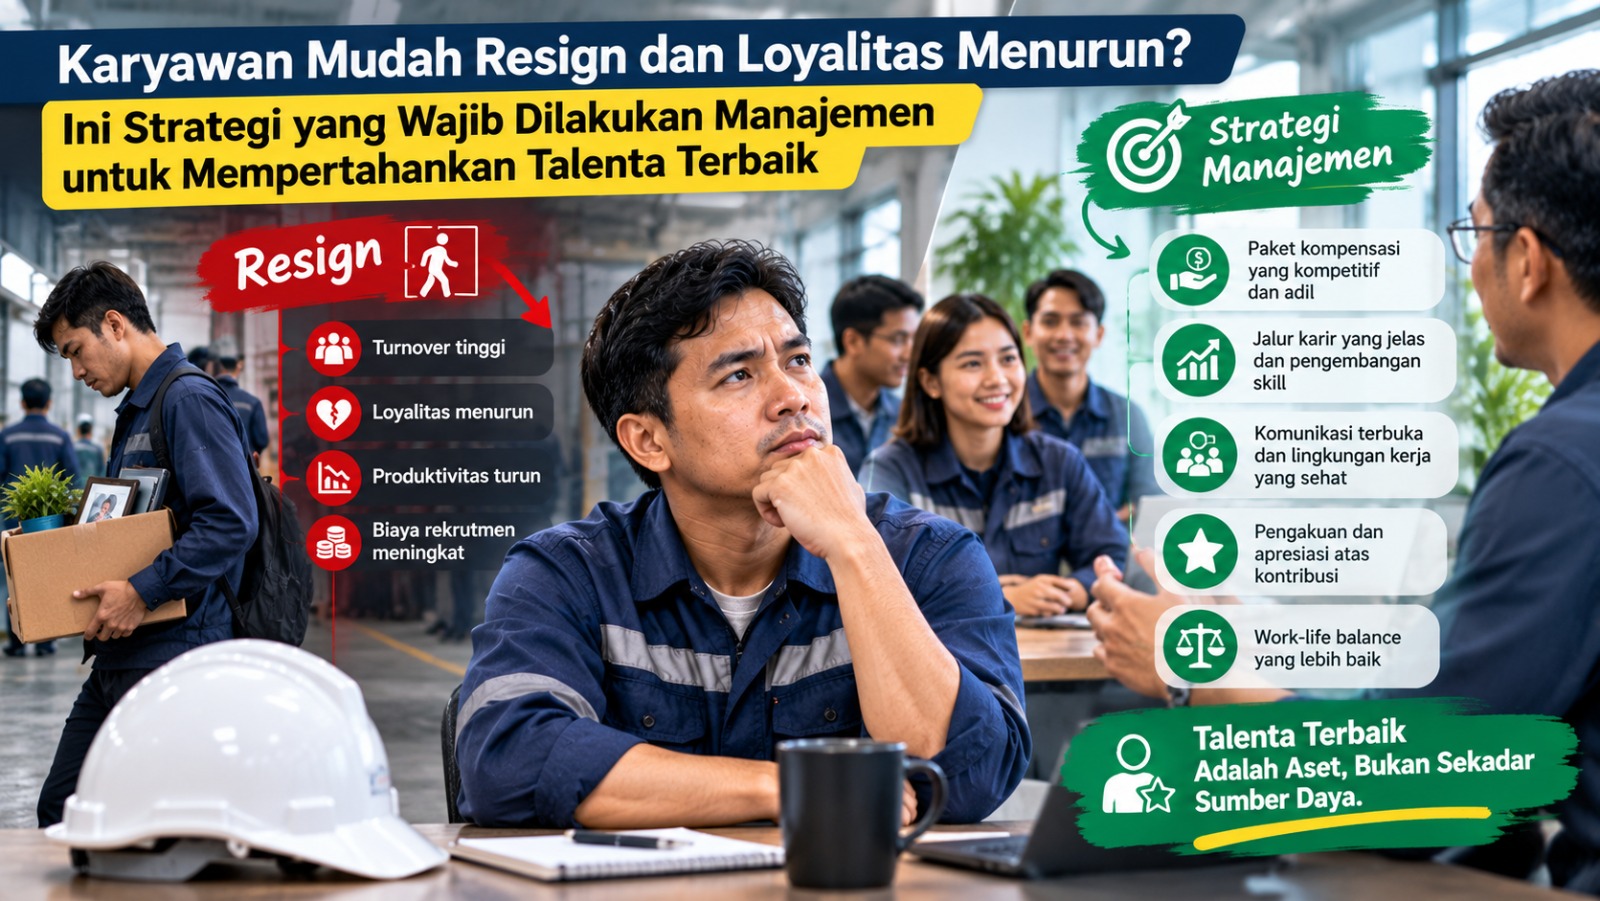 Karyawan Mudah Resign dan Loyalitas Menurun?
Ini Strategi yang Wajib Dilakukan Manajemen
untuk Mempertahankan Talenta Terbaik
Resign
Turnover tinggi
Loyalitas menurun
Produktivitas turun
Biaya rekrutmen
meningkat
Strategi
Manajemen
Paket kompensasi
yang kompetitif
dan adil
Jalur karir yang jelas
dan pengembangan
skill
Komunikasi terbuka
dan lingkungan kerja
yang sehat
Pengakuan dan
apresiasi atas
kontribusi
Work-life balance
yang lebih baik
Talenta Terbaik
Adalah Aset, Bukan Sekadar
Sumber Daya.